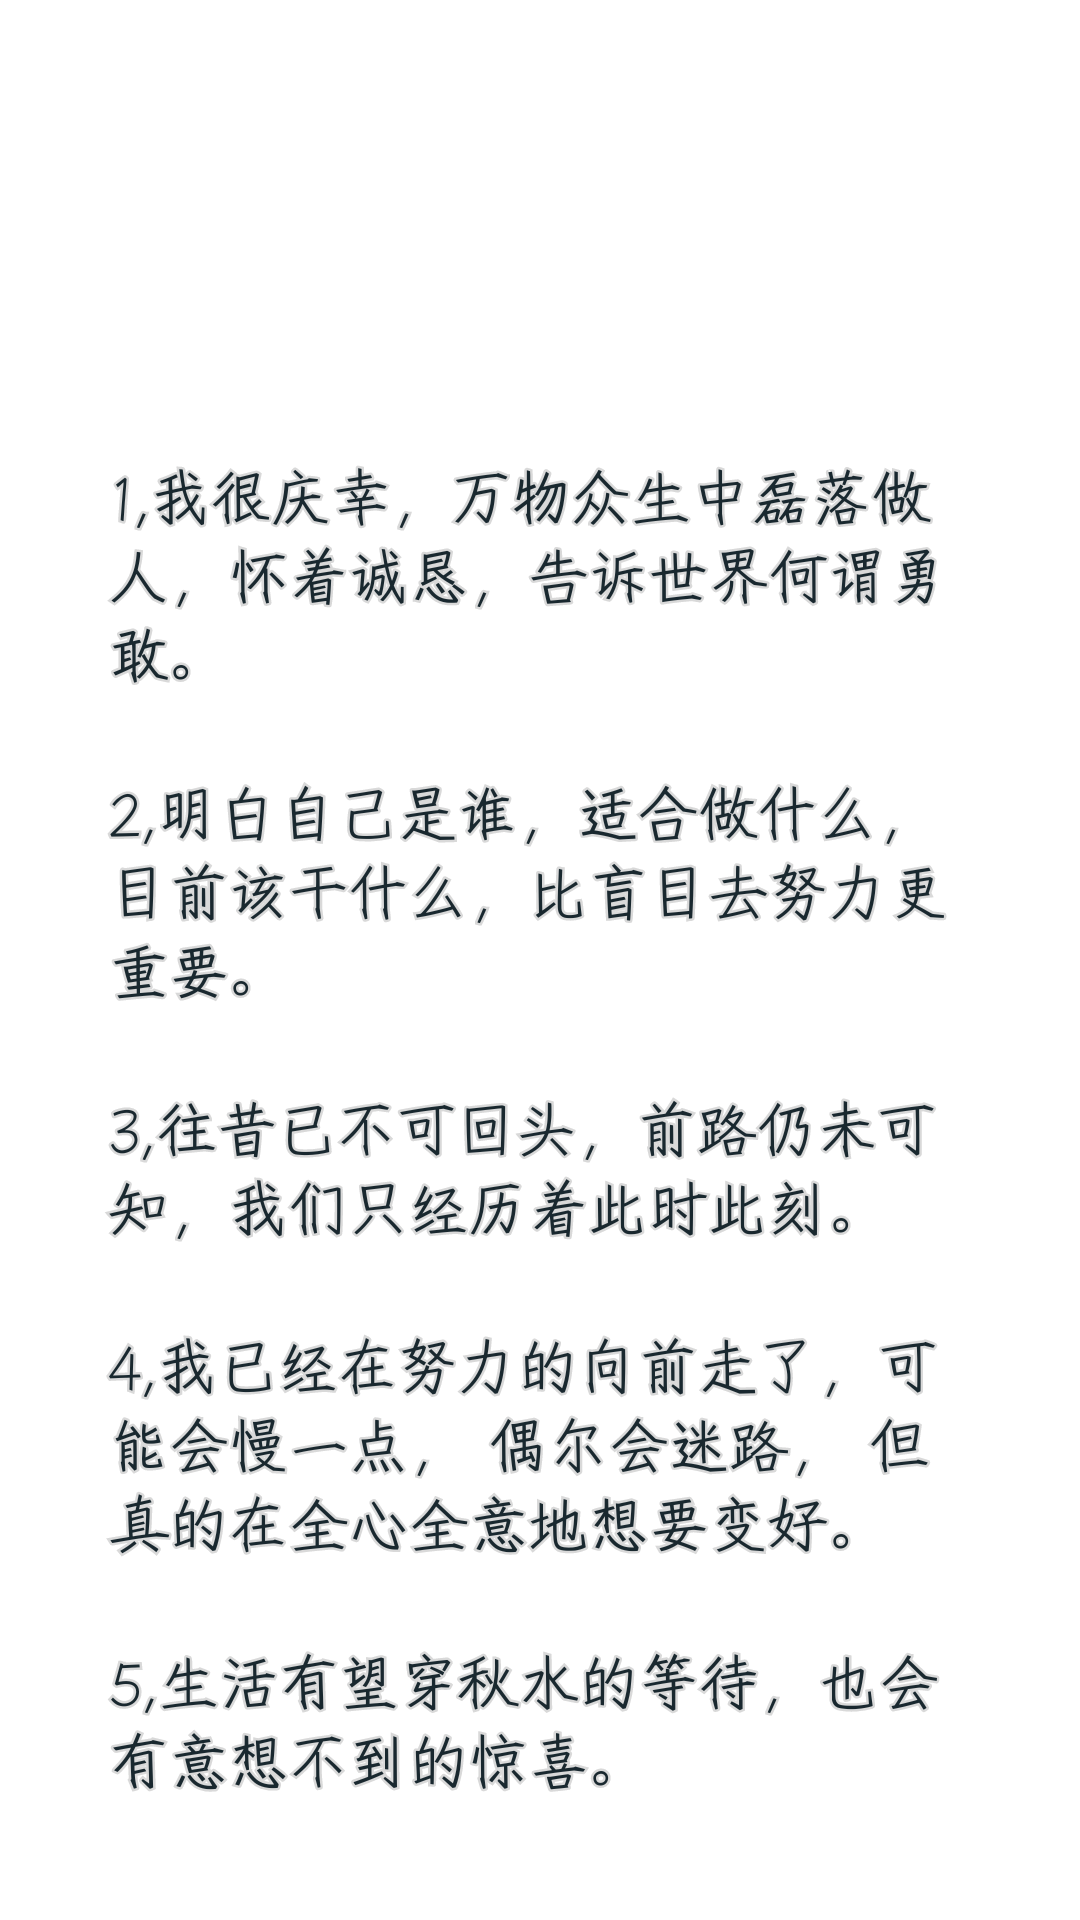 1,我很庆幸，万物众生中磊落做
人，怀着诚恳，告诉世界何谓勇
敢。
2,明白自己是谁，适合做什么，
目前该干什么，比盲目去努力更
重要。
3,往昔已不可回头，前路仍未可
知，我们只经历着此时此刻。
4,我已经在努力的向前走了，可
能会慢一点， 偶尔会迷路， 但
真的在全心全意地想要变好。
5,生活有望穿秋水的等待，也会
有意想不到的惊喜。